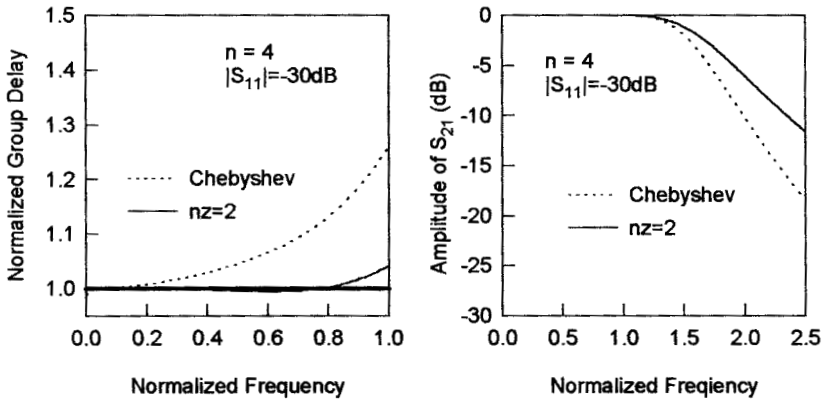 1.5
1.4
1.3
1.2
1.1
1.0
Normalized Group Delay
n = 4
|S11|=-30dB
Chebyshev
nz=2
0.0 0.2 0.4 0.6 0.8 1.0
Normalized Frequency
0
-5
-10
-15
-20
-25
-30
Amplitude of S21 (dB)
n = 4
|S11|=-30dB
Chebyshev
nz=2
0.0 0.5 1.0 1.5 2.0 2.5
Normalized Freqiency